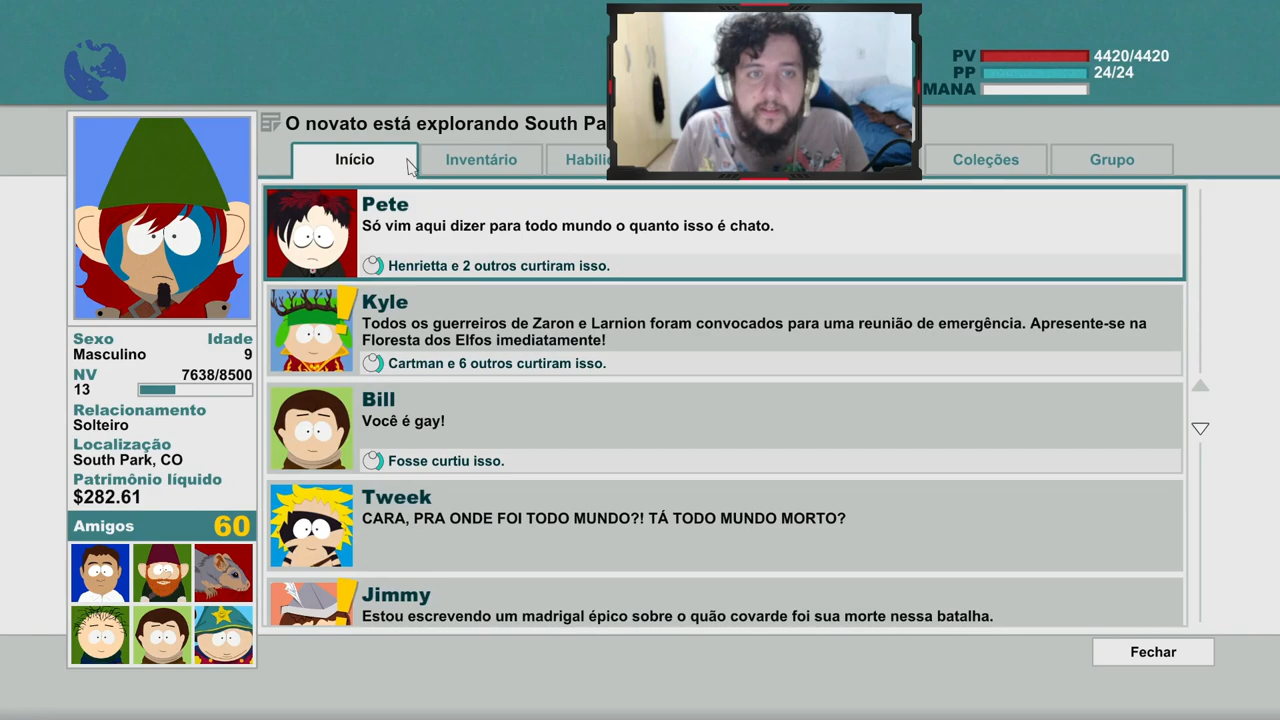 PV 4420/4420
PP 24/24
MANA
O novato está explorando South Pa
Início
Inventário
Habili
Coleções
Grupo
Sexo Idade
Masculino 9
NV 7638/8500
13
Relacionamento
Solteiro
Localização
South Park, CO
Patrimônio líquido
$282.61
Amigos 60
Pete
Só vim aqui dizer para todo mundo o quanto isso é chato.
Henrietta e 2 outros curtiram isso.
Kyle
Todos os guerreiros de Zaron e Larnion foram convocados para uma reunião de emergência. Apresente-se na
Floresta dos Elfos imediatamente!
Cartman e 6 outros curtiram isso.
Bill
Você é gay!
Fosse curtiu isso.
Tweek
CARA, PRA ONDE FOI TODO MUNDO?! TÁ TODO MUNDO MORTO?
Jimmy
Estou escrevendo um madrigal épico sobre o quão covarde foi sua morte nessa batalha.
Fechar